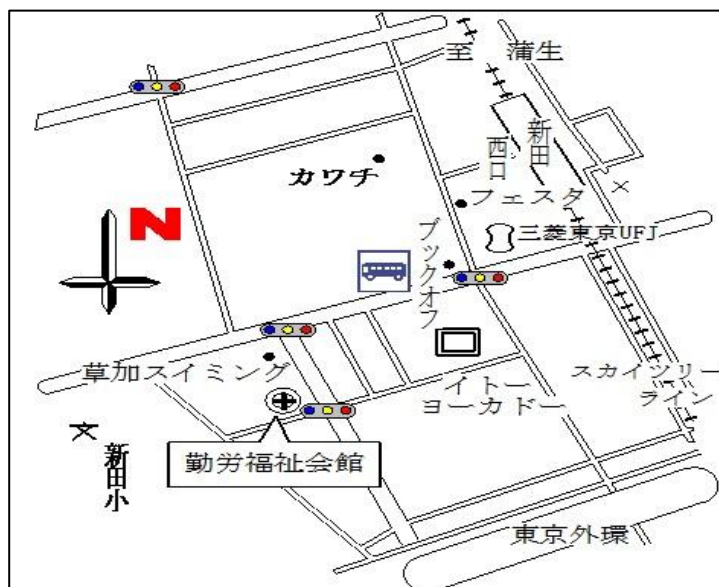 至 蒲生
N
新田
西口
カワチ
フェスタ
三菱東京UFJ
ブックオフ
草加スイミング
イトー
ヨーカドー
スカイツリー
ライン
文
新田小
勤労福祉会館
東京外環